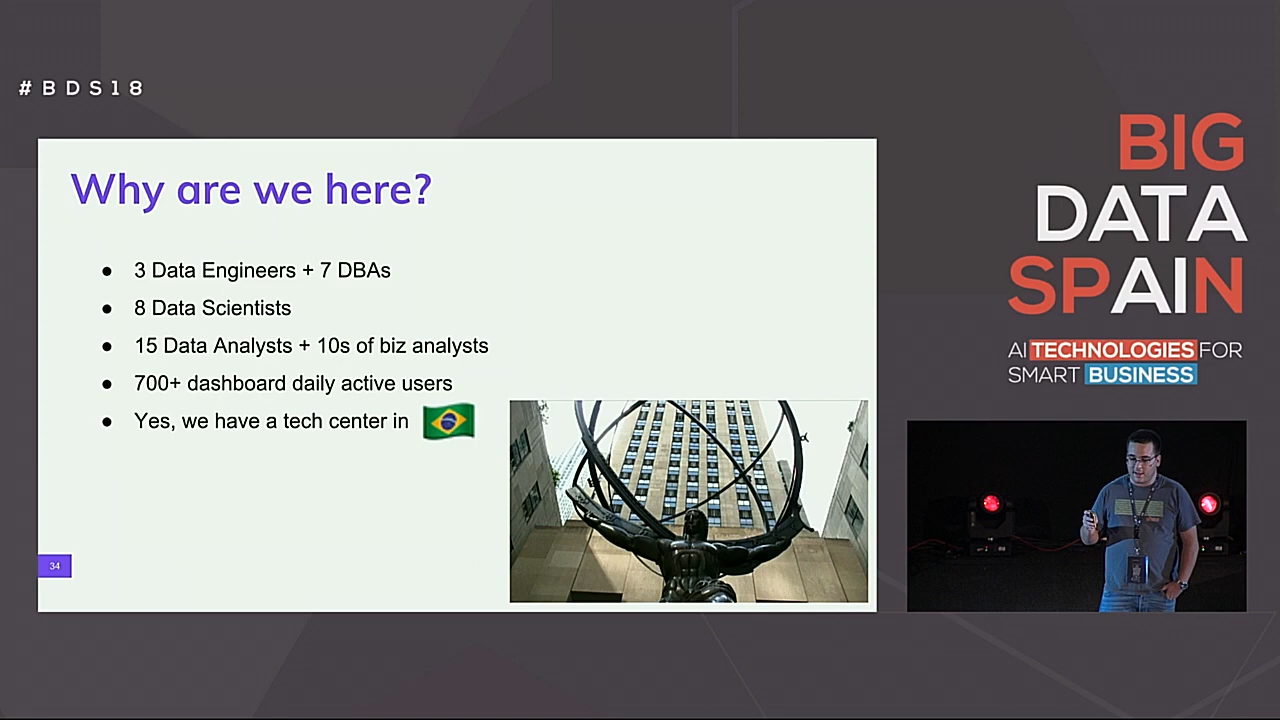 #BDS18
Why are we here?
● 3 Data Engineers + 7 DBAs
● 8 Data Scientists
● 15 Data Analysts + 10s of biz analysts
● 700+ dashboard daily active users
● Yes, we have a tech center in
34
BIG
DATA
SPAIN
AI TECHNOLOGIES FOR
SMART BUSINESS